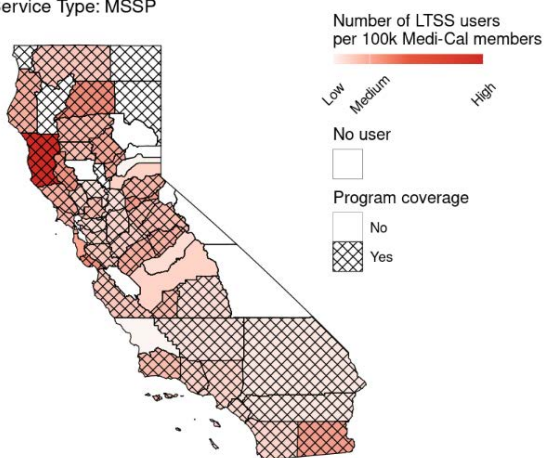 Service Type: MSSP
Number of LTSS users
per 100k Medi-Cal members
Low
Medium
High
No user
Program coverage
No
Yes